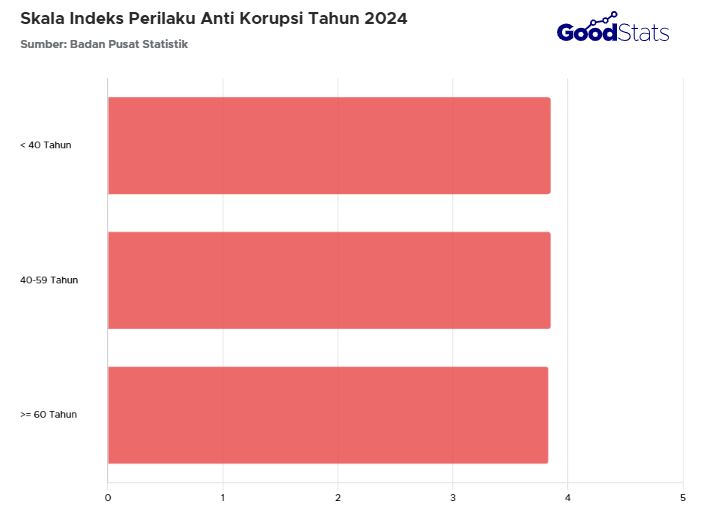 Skala Indeks Perilaku Anti Korupsi Tahun 2024
Sumber: Badan Pusat Statistik
GoodStats
< 40 Tahun
40-59 Tahun
>= 60 Tahun
0 1 2 3 4 5